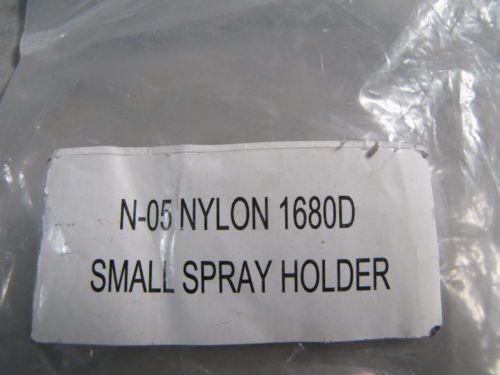 N-05 NYLON 1680D
SMALL SPRAY HOLDER